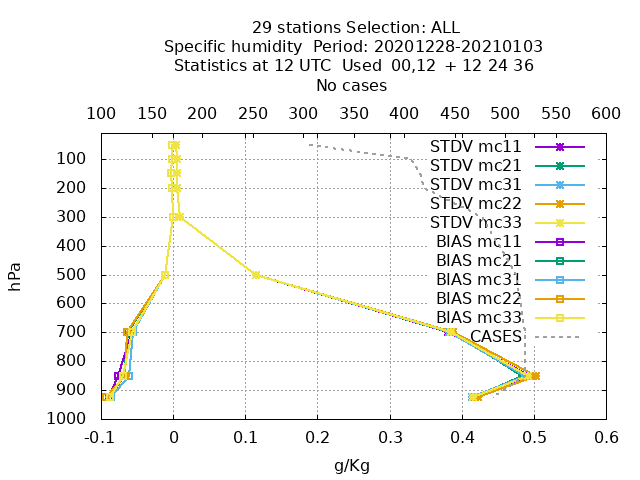 29 stations Selection: ALL
Specific humidity  Period: 20201228-20210103
Statistics at 12 UTC  Used  00,12  + 12 24 36
No cases
100 150 200 250 300 350 400 450 500 550 600
STDV mc11
STDV mc21
STDV mc31
STDV mc22
STDV mc33
BIAS mc11
BIAS mc21
BIAS mc31
BIAS mc22
BIAS mc33
CASES
100
200
300
400
500
600
700
800
900
1000
hPa
-0.1 0 0.1 0.2 0.3 0.4 0.5 0.6
g/Kg